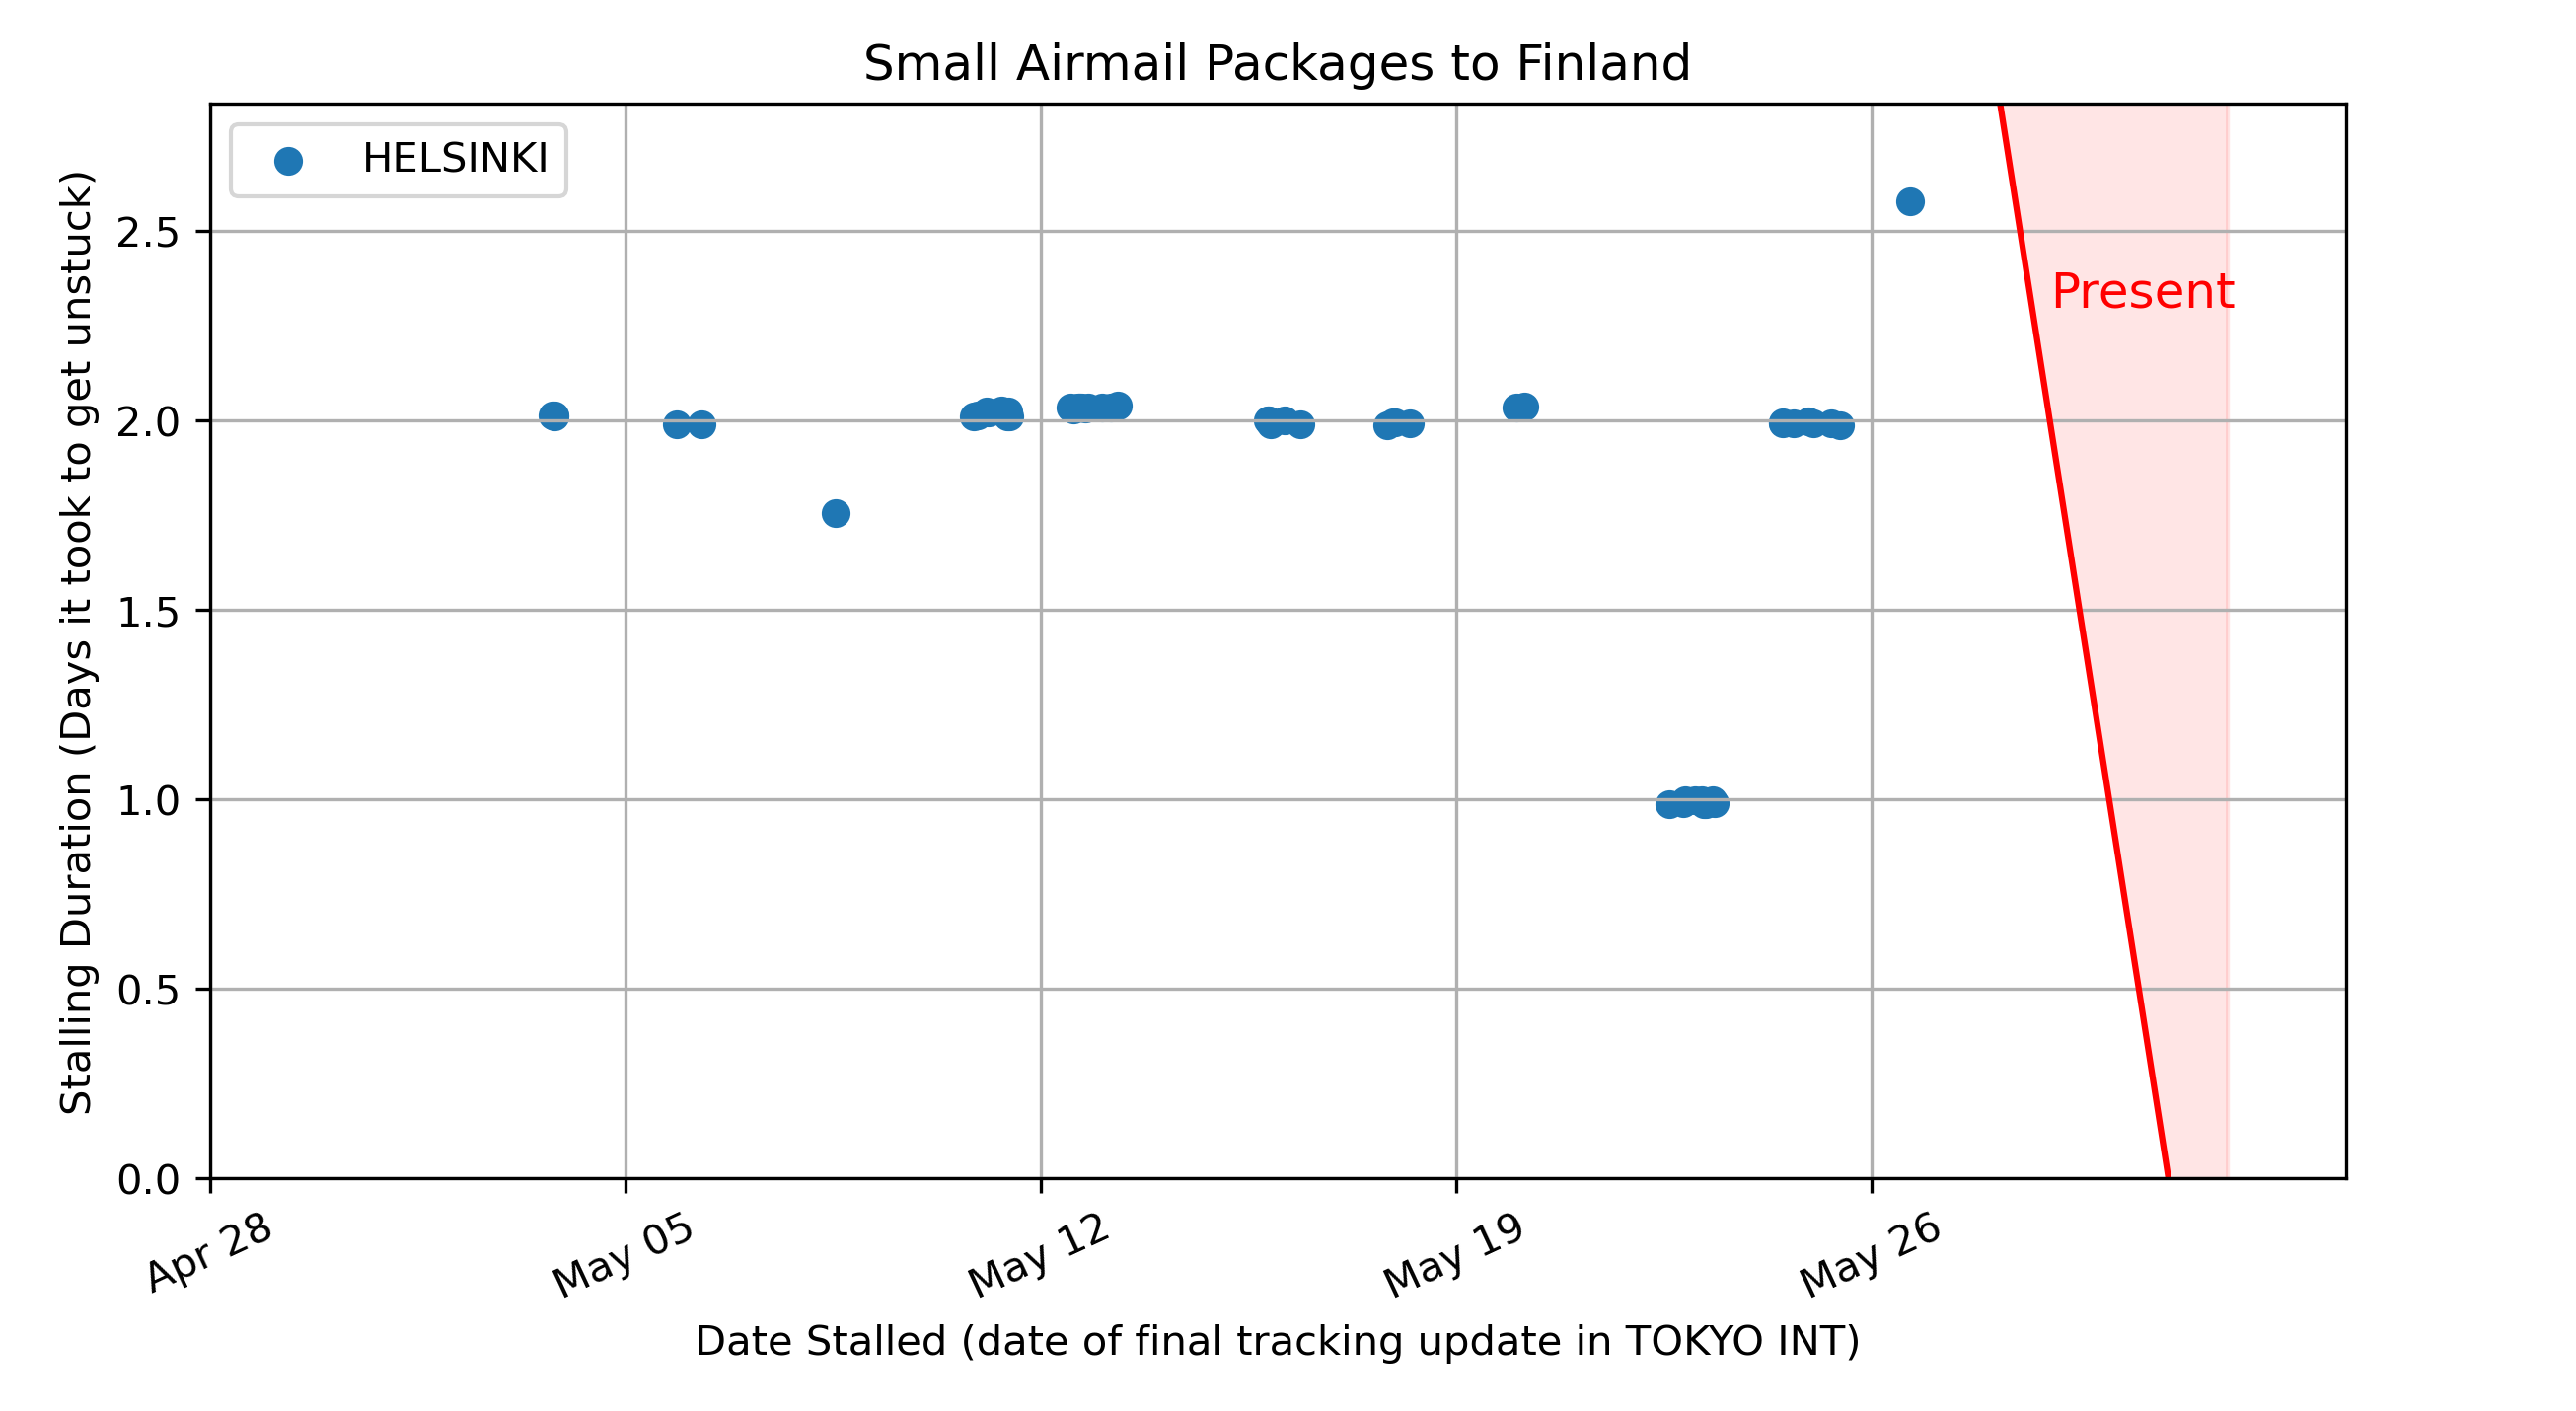 Small Airmail Packages to Finland
HELSINKI
Present
Stalling Duration (Days it took to get unstuck)
2.5
2.0
1.5
1.0
0.5
0.0
Apr 28
May 05
May 12
May 19
May 26
Date Stalled (date of final tracking update in TOKYO INT)